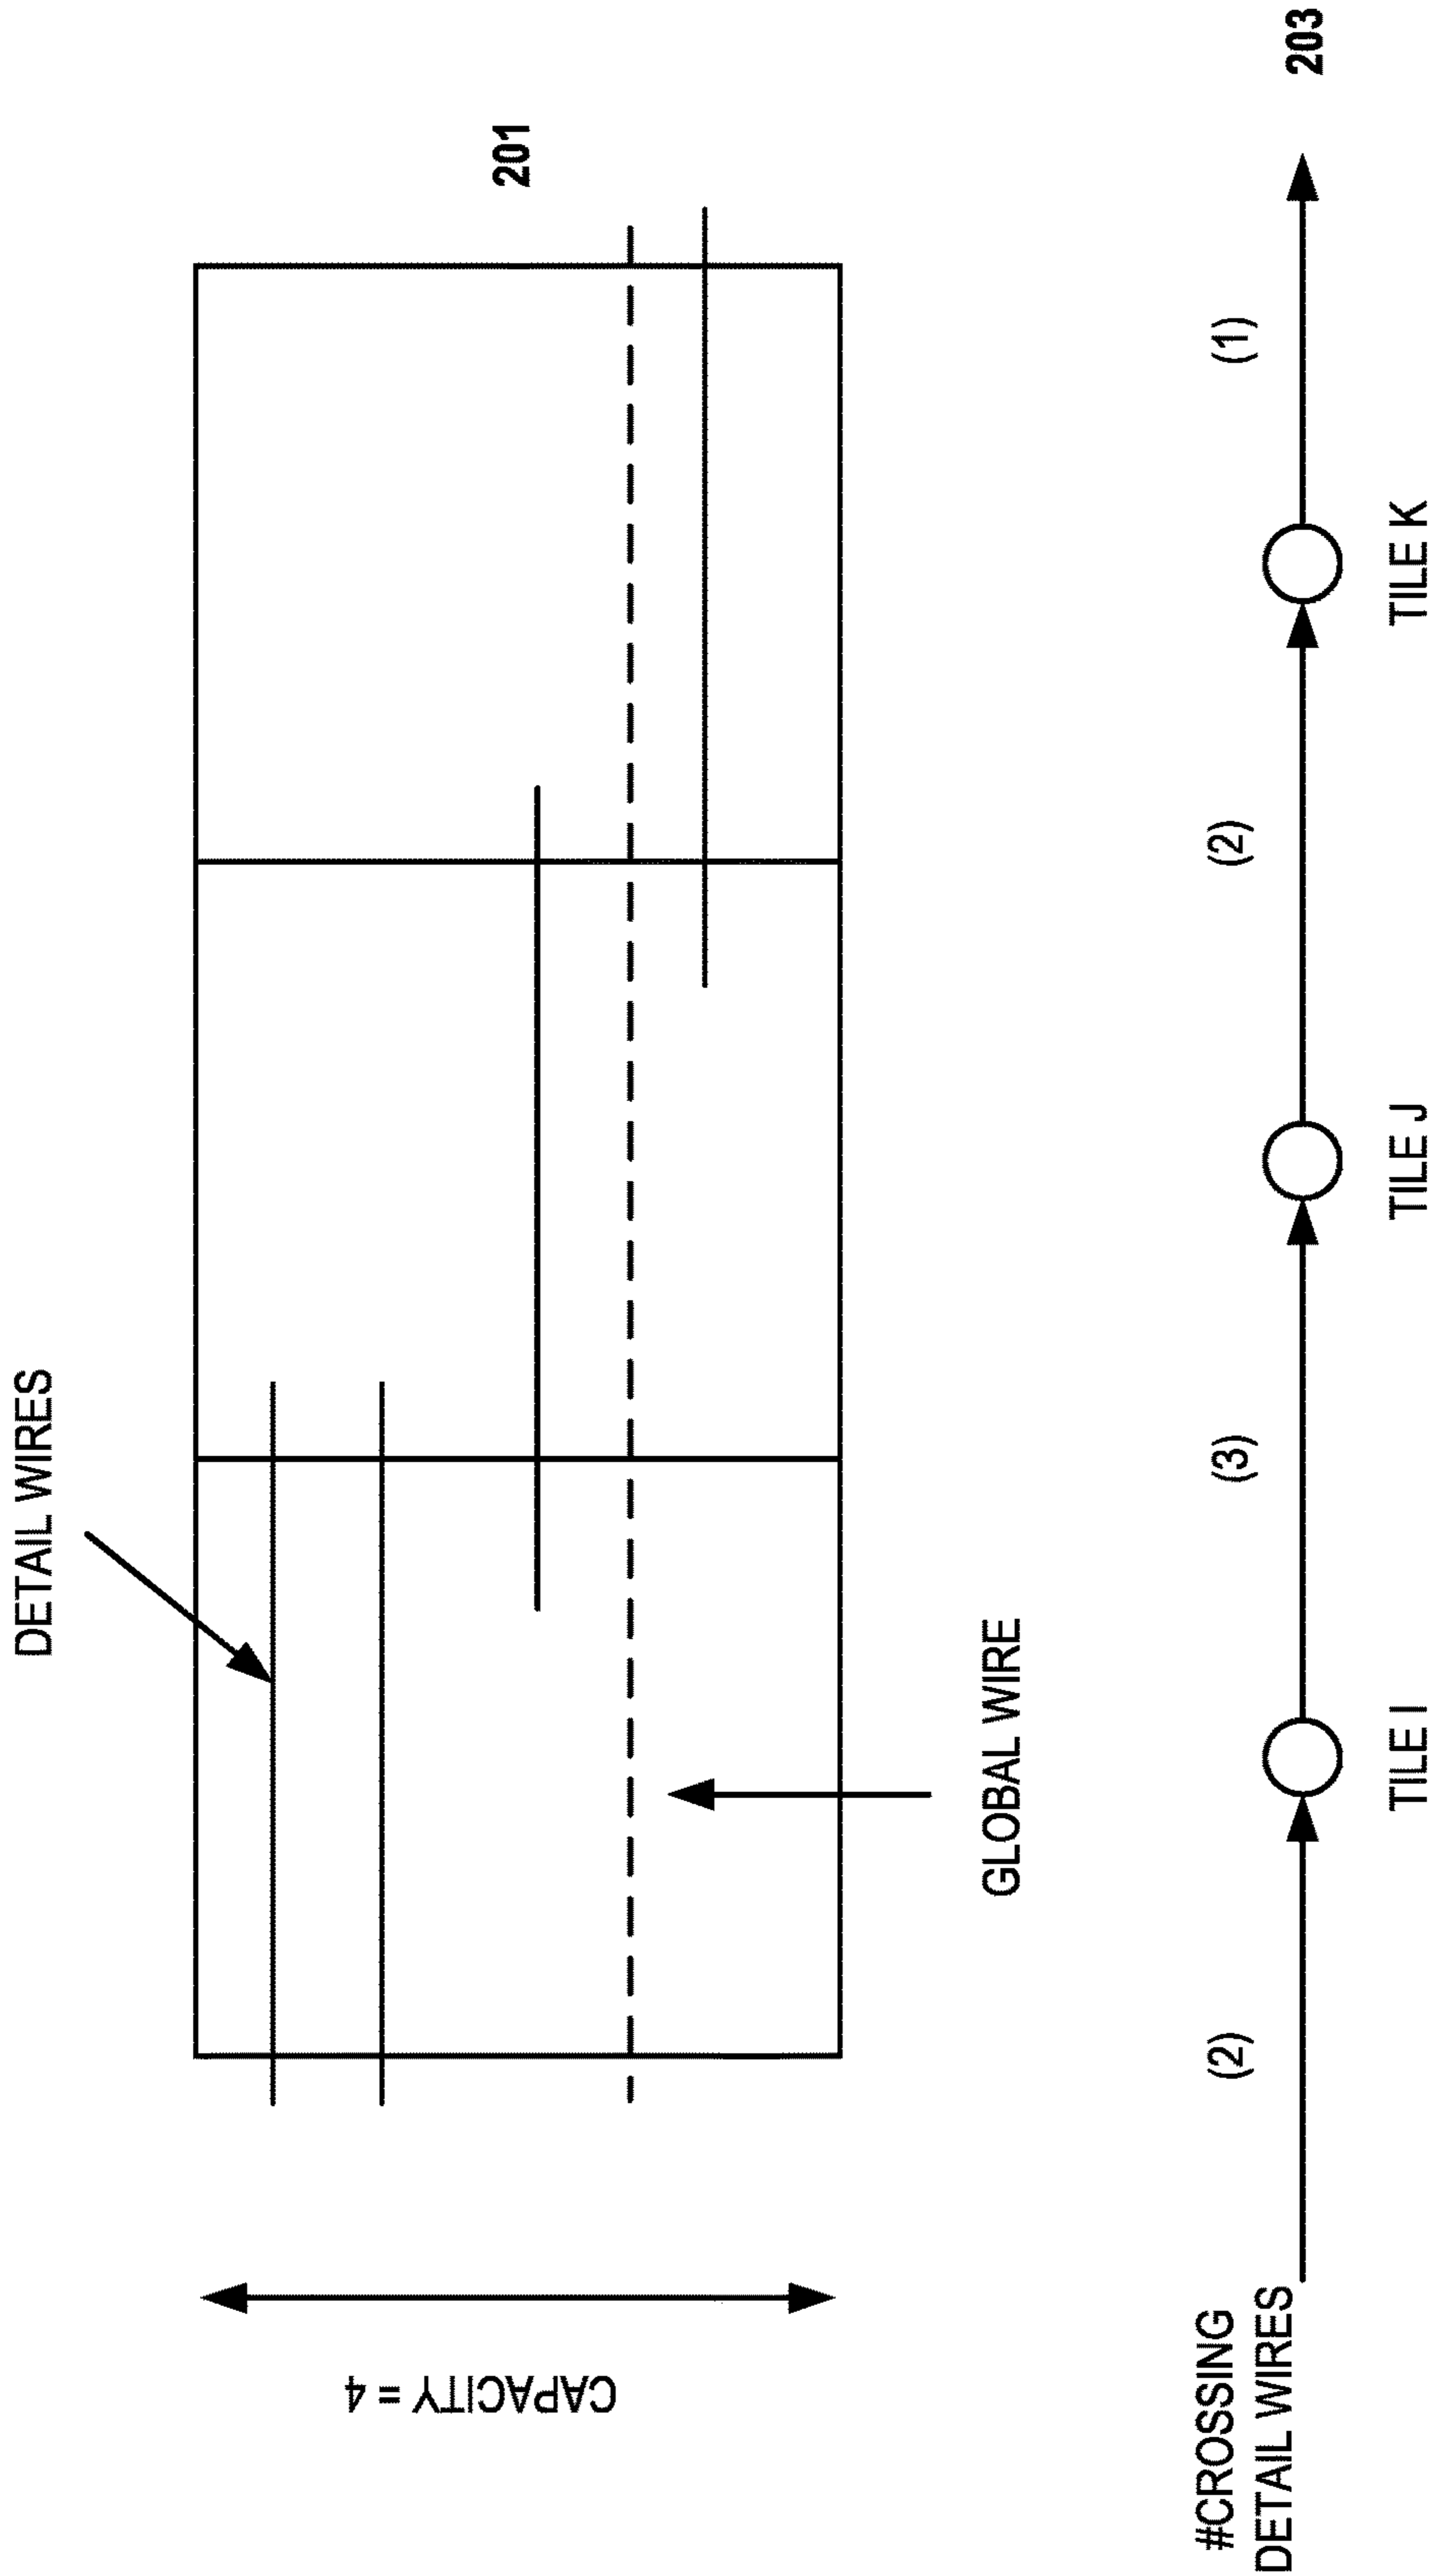 DETAIL WIRES
CAPACITY = 4
201
GLOBAL WIRE
#CROSSING
DETAIL WIRES
(2)
(3)
(2)
(1)
203
TILE I
TILE J
TILE K